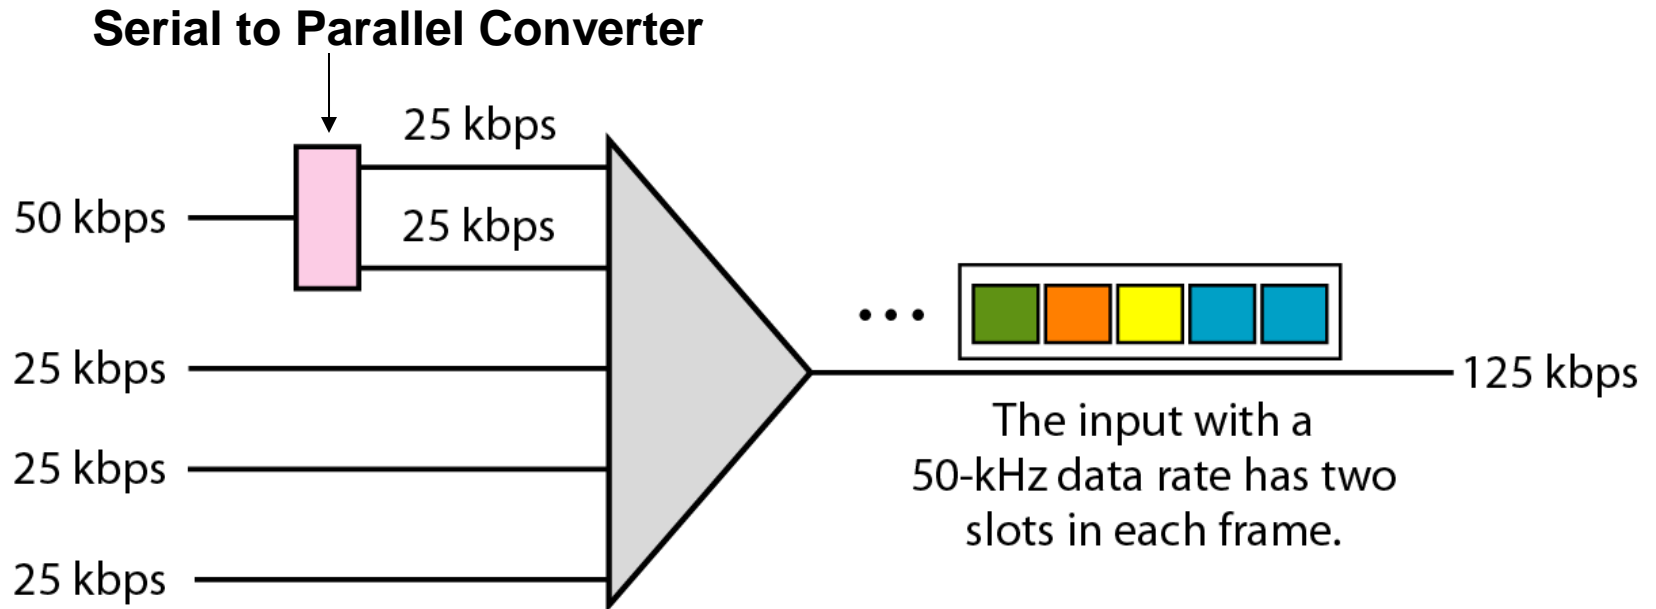 Serial to Parallel Converter
25 kbps
50 kbps
25 kbps
25 kbps
125 kbps
The input with a
50-kHz data rate has two
slots in each frame.
25 kbps
25 kbps